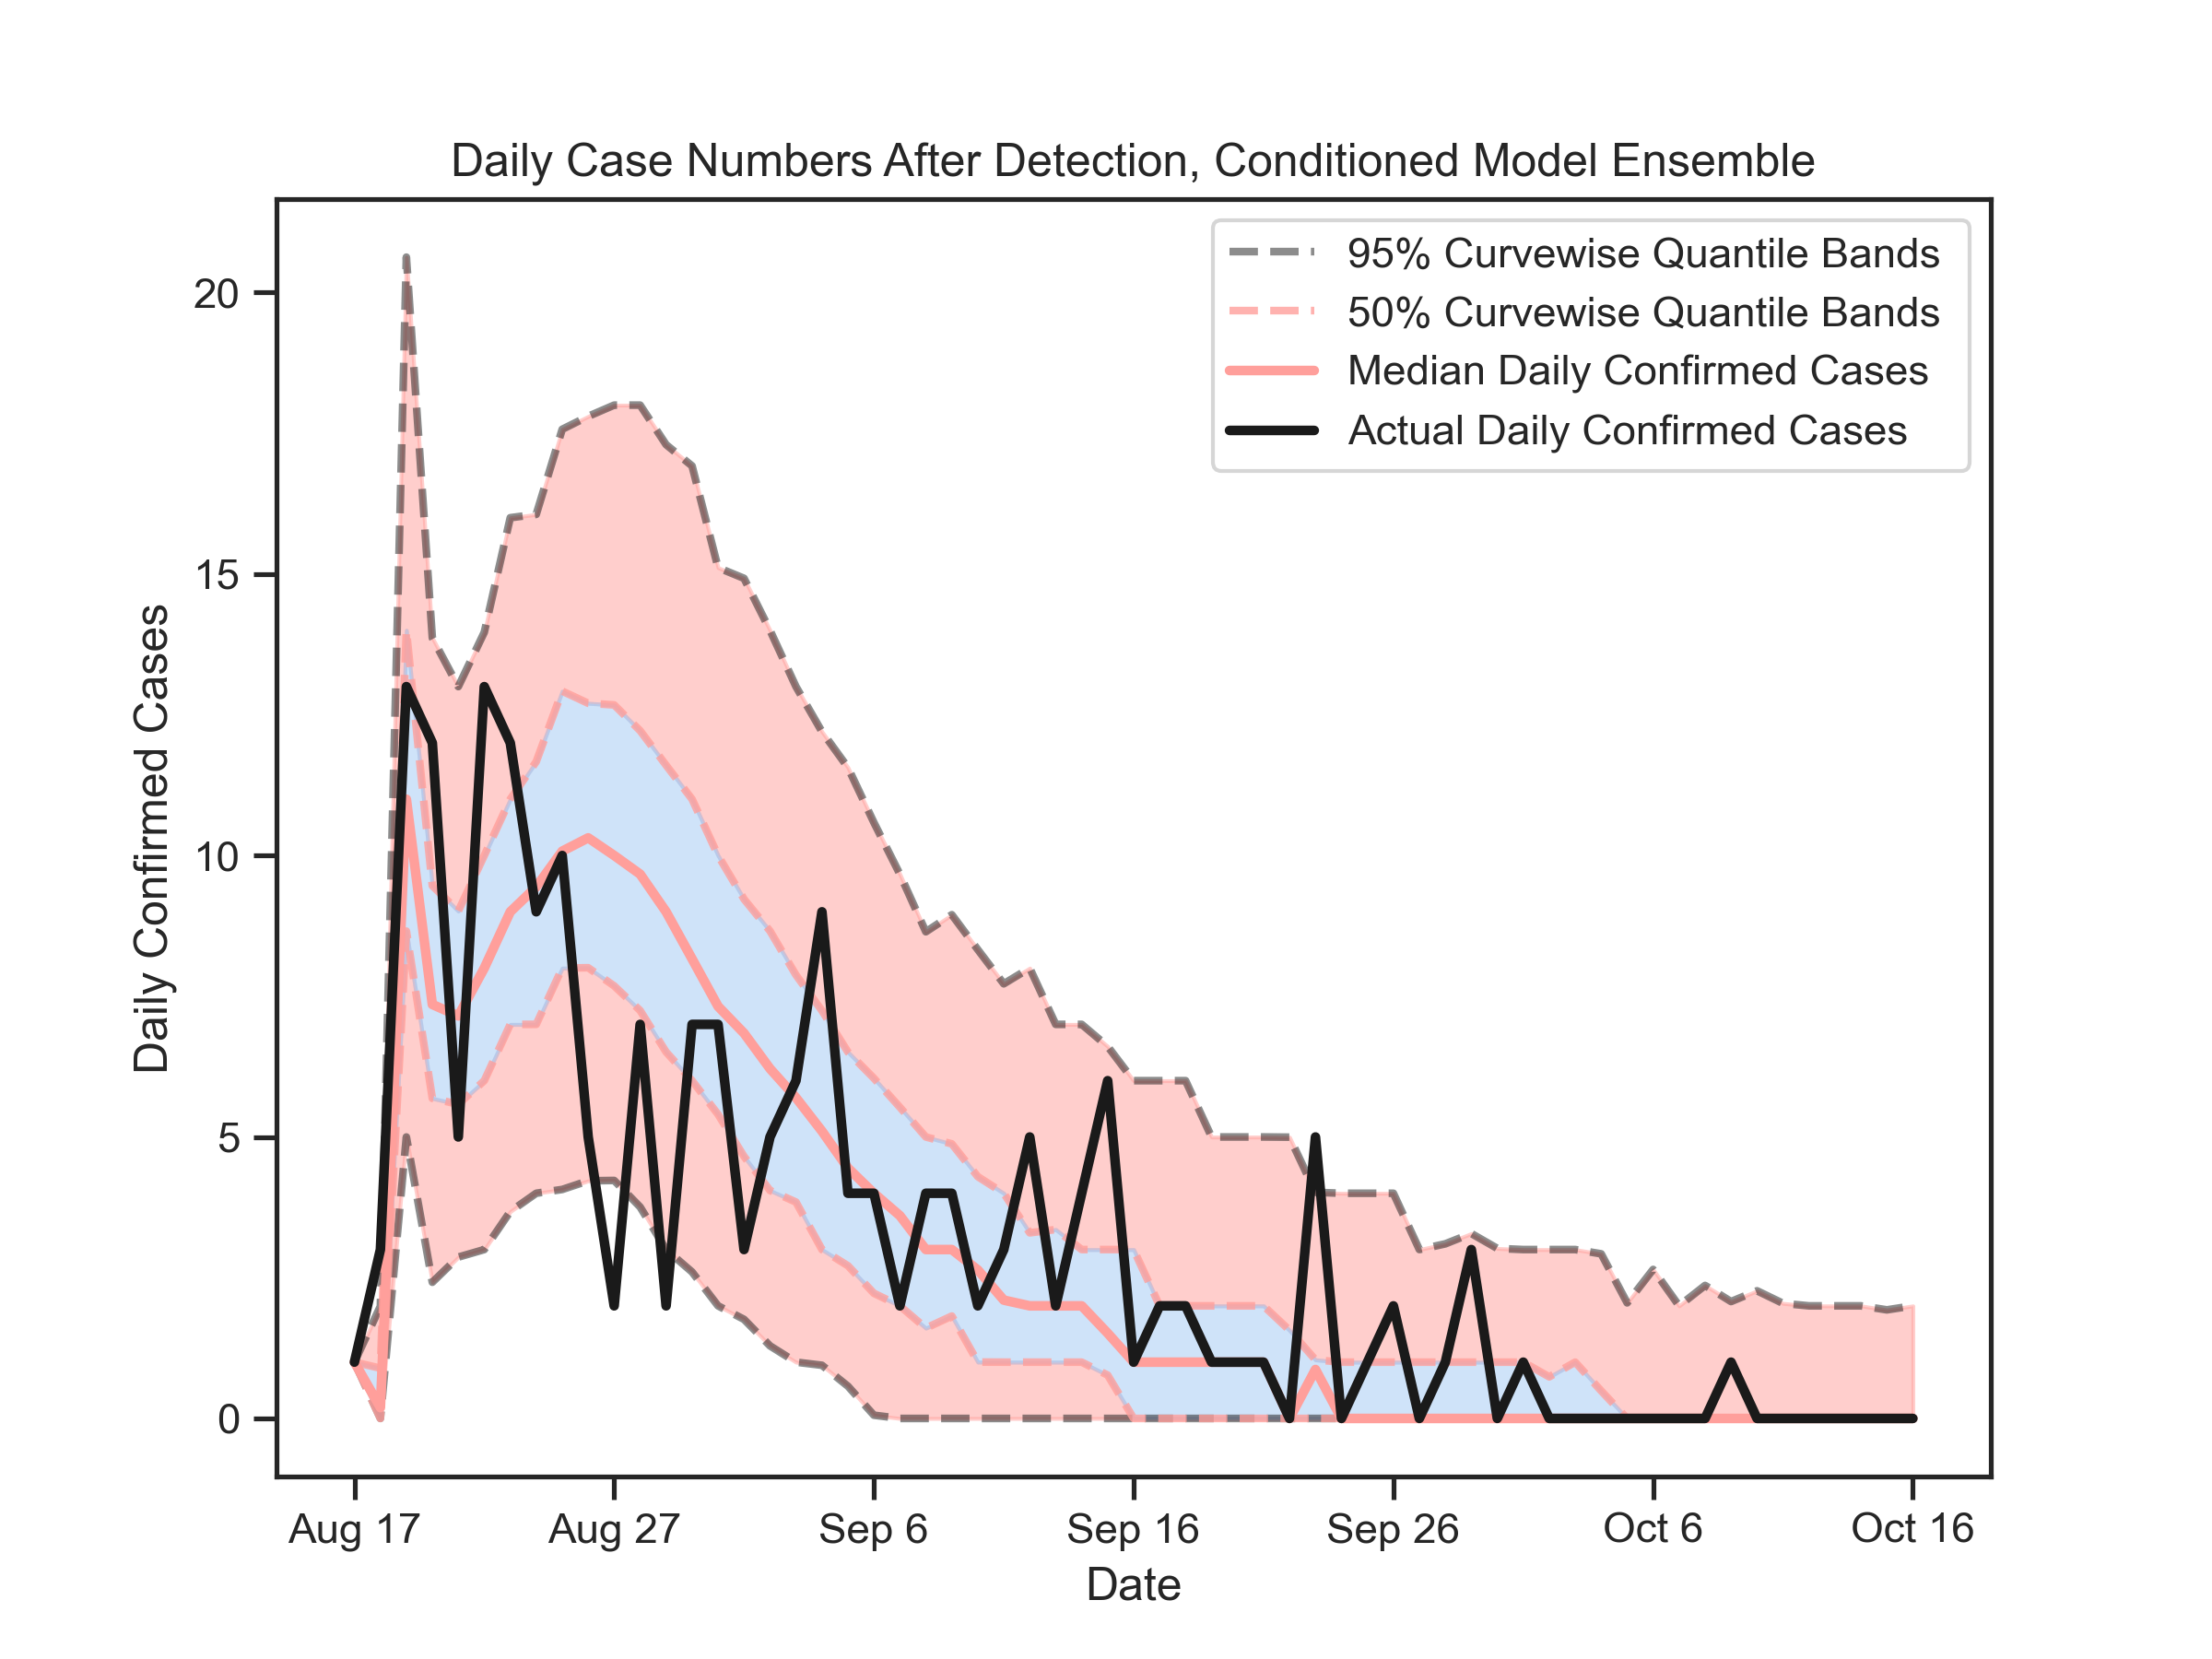 Daily Case Numbers After Detection, Conditioned Model Ensemble
95% Curvewise Quantile Bands
50% Curvewise Quantile Bands
Median Daily Confirmed Cases
Actual Daily Confirmed Cases
Daily Confirmed Cases
20
15
10
5
0
Aug 17
Aug 27
Sep 6
Sep 16
Sep 26
Oct 6
Oct 16
Date